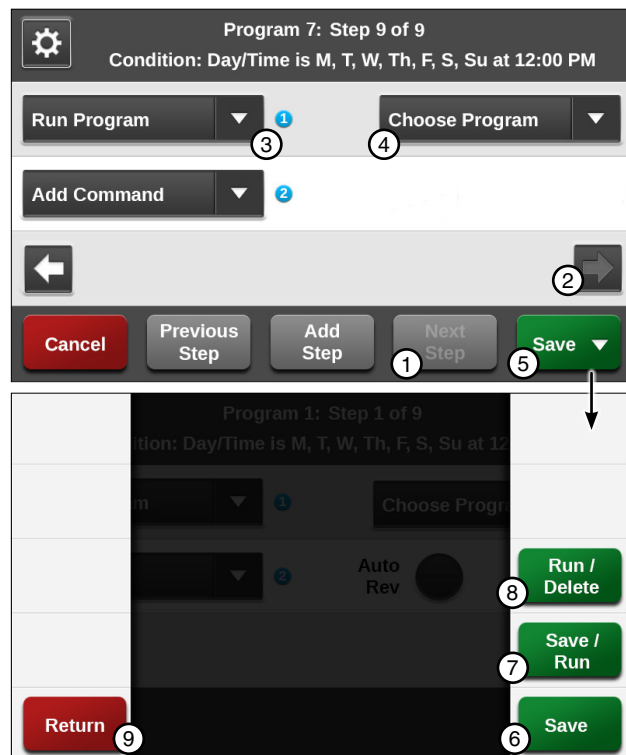 Program 7: Step 9 of 9
Condition: Day/Time is M, T, W, Th, F, S, Su at 12:00 PM
Run Program
1
Choose Program
3
4
Add Command
2
2
Cancel
Previous
Step
Add
Step
Next
Step
Save
1
5
Program 1: Step 1 of 9
ition: Day/Time is M, T, W, Th, F, S, Su at 12
m
1
Choose Progr
2
Auto
Rev
Run /
Delete
8
Save /
Run
7
Return
9
Save
6